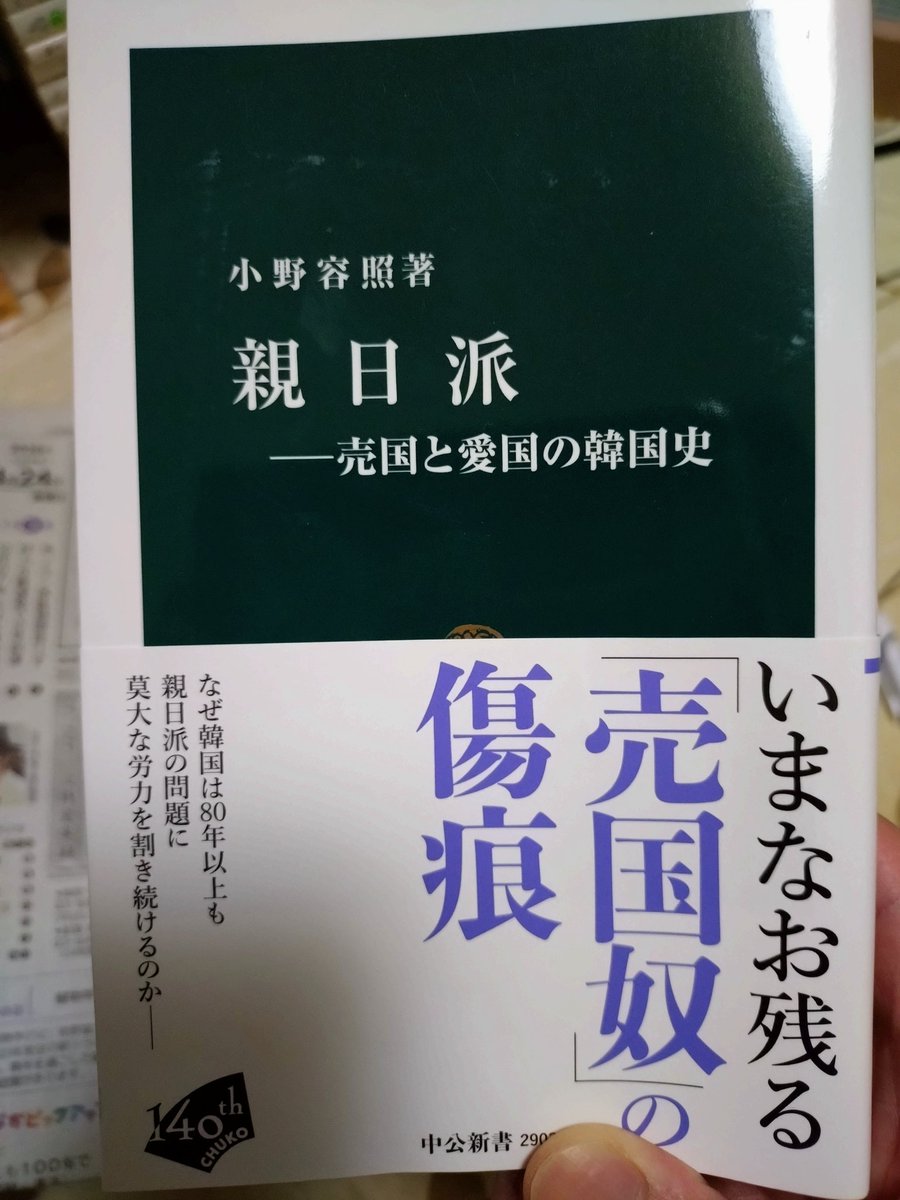 小野容照著
親日派
──売国と愛国の韓国史
いまなお残る
「売国奴」の
傷痕
なぜ韓国は80年以上も
親日派の問題に
莫大な労力を割き続けるのか──
140th
CHUKO
中公新書